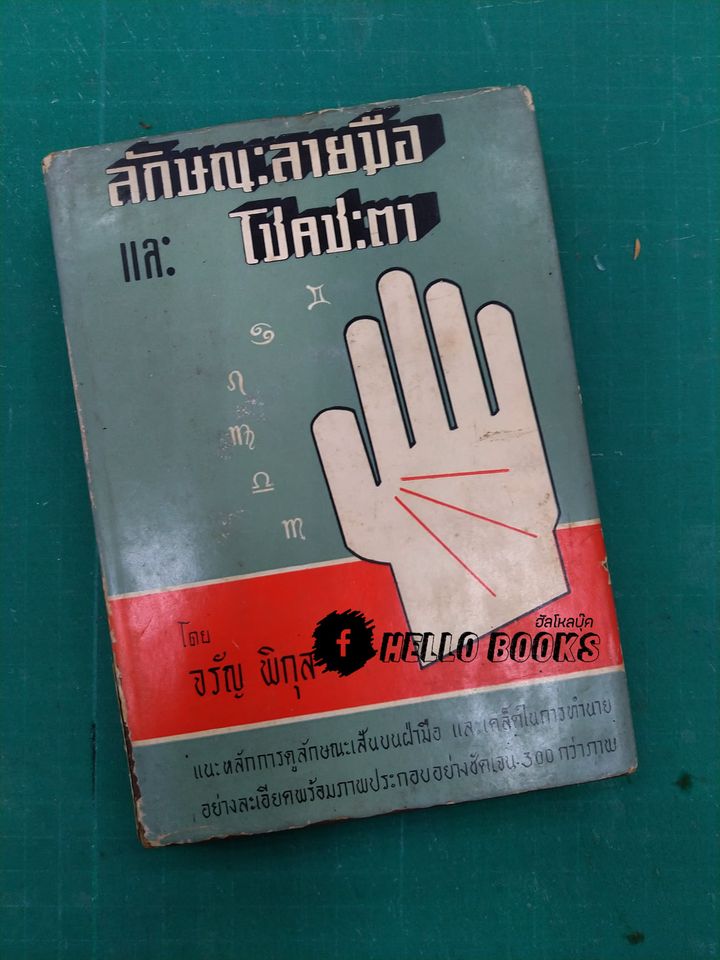 ลักษณะลายมือ
และ โชคชะตา
โดย
จรัญ พิกุล
ฮัลโหลบุ๊ค
f HELLO BOOKS
แนะหลักการดูลักษณะเส้นบนฝ่ามือ และเคล็ดในการทำนาย
อย่างละเอียดพร้อมภาพประกอบอย่างชัดเจน 300 กว่าภาพ